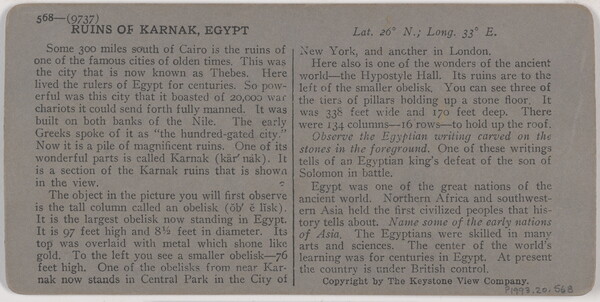 568—(9737)
RUINS OF KARNAK, EGYPT
Some 300 miles south of Cairo is the ruins of
one of the famous cities of olden times. This was
the city that is now known as Thebes. Here
lived the rulers of Egypt for centuries. So pow-
erful was this city that it boasted of 20,000 war
chariots it could send forth fully manned. It was
built on both banks of the Nile. The early
Greeks spoke of it as "the hundred-gated city."
Now it is a pile of magnificent ruins. One of its
wonderful parts is called Karnak (kär′nak). It
is a section of the Karnak ruins that is shown
in the view.
The object in the picture you will first observe
is the tall column called an obelisk (ŏb′ĕ lĭsk).
It is the largest obelisk now standing in Egypt.
It is 97 feet high and 8½ feet in diameter. Its
top was overlaid with metal which shone like
gold. To the left you see a smaller obelisk—76
feet high. One of the obelisks from near Kar-
nak now stands in Central Park in the City of
Lat. 26° N.; Long. 33° E.
New York, and another in London.
Here also is one of the wonders of the ancient
world—the Hypostyle Hall. Its ruins are to the
left of the smaller obelisk. You can see three of
the tiers of pillars holding up a stone floor. It
was 338 feet wide and 170 feet deep. There
were 134 columns—16 rows—to hold up the roof.
Observe the Egyptian writing carved on the
stones in the foreground. One of these writings
tells of an Egyptian king's defeat of the son of
Solomon in battle.
Egypt was one of the great nations of the
ancient world. Northern Africa and southwest-
ern Asia held the first civilized peoples that his-
tory tells about. Name some of the early nations
of Asia. The Egyptians were skilled in many
arts and sciences. The center of the world's
learning was for centuries in Egypt. At present
the country is under British control.
Copyright by The Keystone View Company.
P1993.20.568